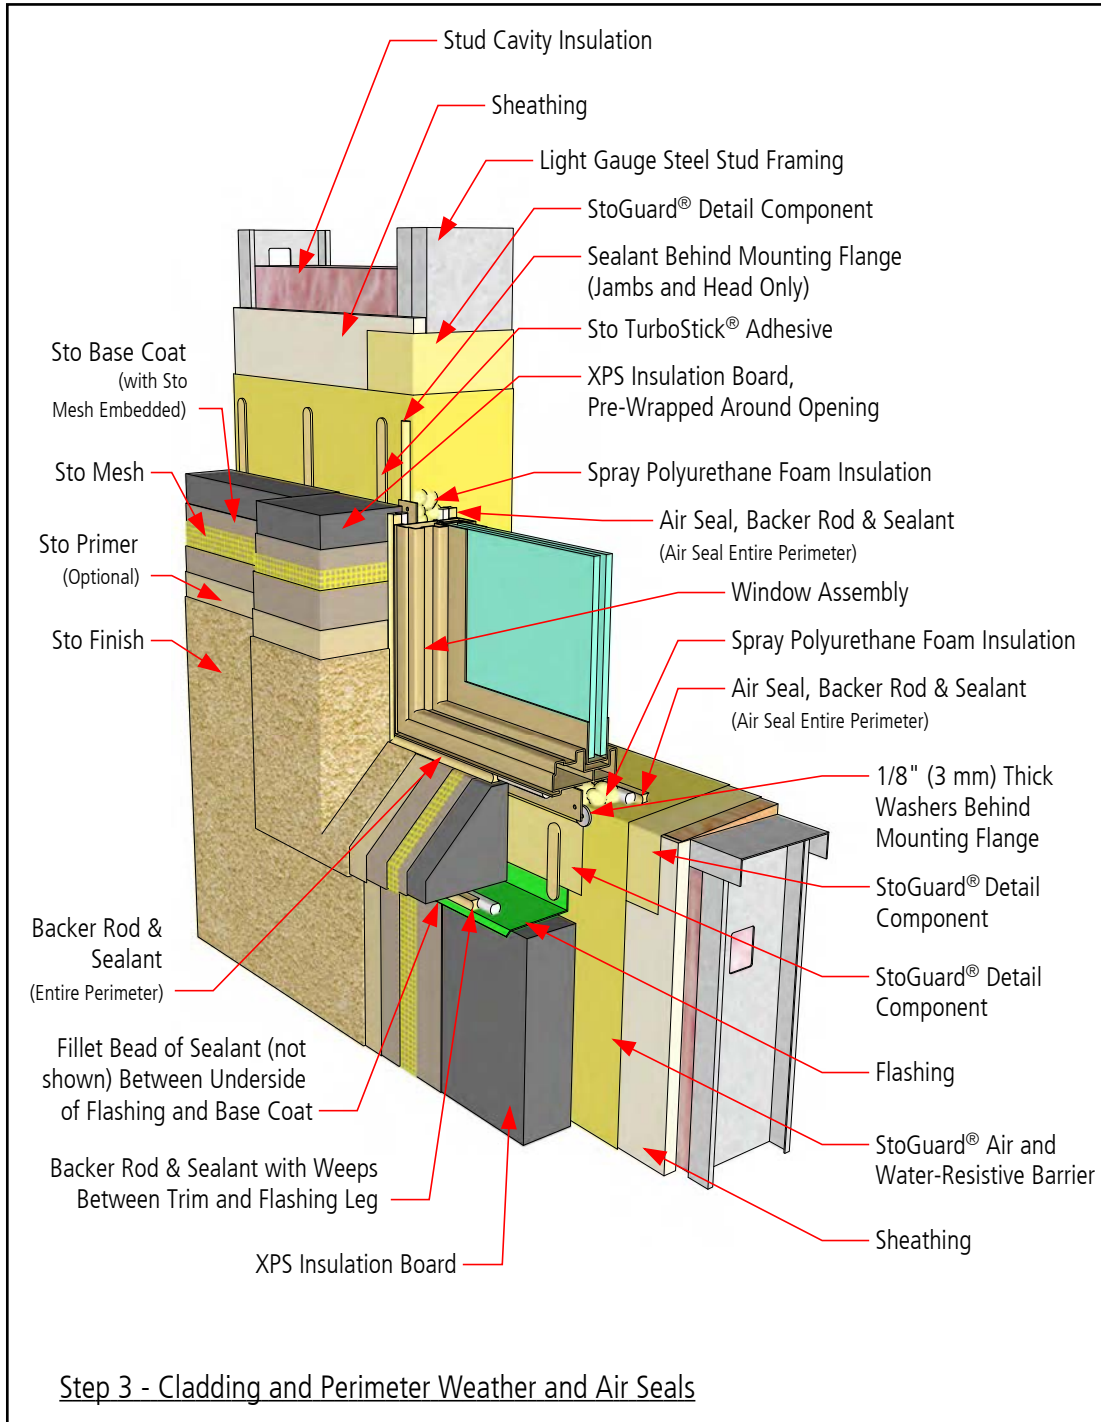 Stud Cavity Insulation
Sheathing
Light Gauge Steel Stud Framing
StoGuard® Detail Component
Sealant Behind Mounting Flange
(Jambs and Head Only)
Sto TurboStick® Adhesive
XPS Insulation Board,
Pre-Wrapped Around Opening
Spray Polyurethane Foam Insulation
Air Seal, Backer Rod & Sealant
(Air Seal Entire Perimeter)
Window Assembly
Spray Polyurethane Foam Insulation
Air Seal, Backer Rod & Sealant
(Air Seal Entire Perimeter)
1/8" (3 mm) Thick
Washers Behind
Mounting Flange
StoGuard® Detail
Component
StoGuard® Detail
Component
Flashing
StoGuard® Air and
Water-Resistive Barrier
Sheathing
Sto Base Coat
(with Sto
Mesh Embedded)
Sto Mesh
Sto Primer
(Optional)
Sto Finish
Backer Rod &
Sealant
(Entire Perimeter)
Fillet Bead of Sealant (not
shown) Between Underside
of Flashing and Base Coat
Backer Rod & Sealant with Weeps
Between Trim and Flashing Leg
XPS Insulation Board
Step 3 - Cladding and Perimeter Weather and Air Seals